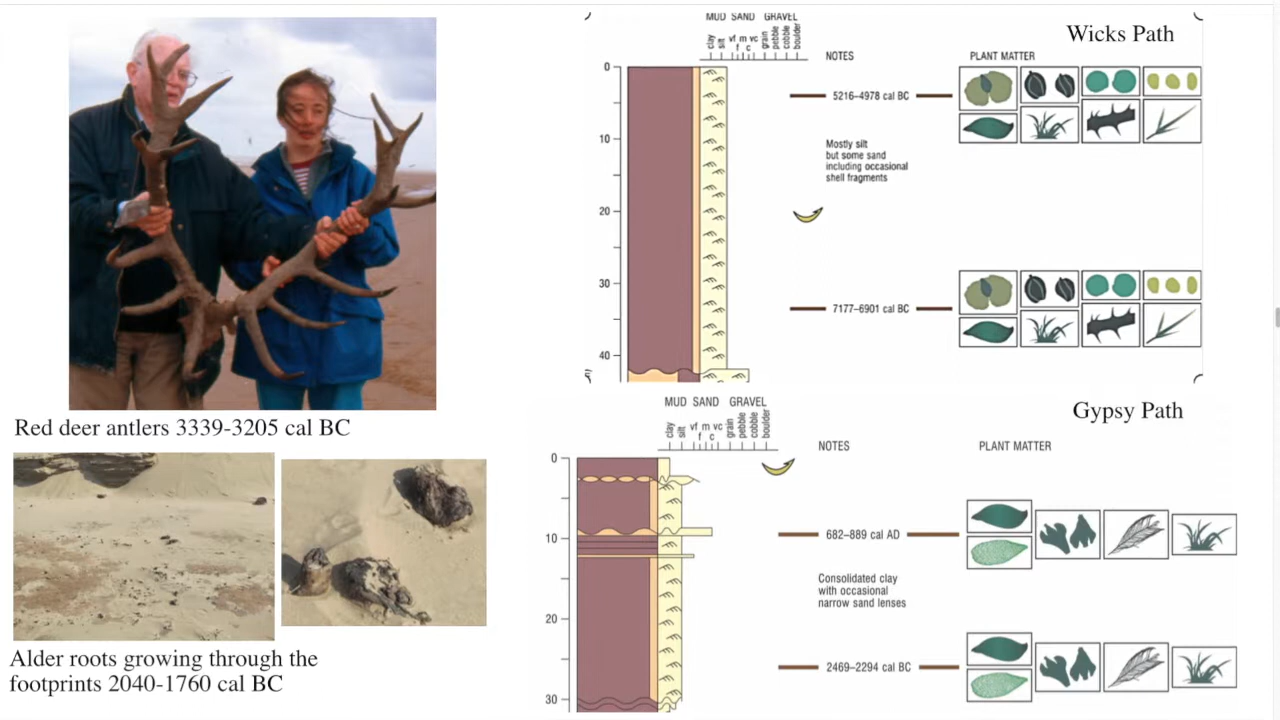 MUD SAND GRAVEL
Wicks Path
clay
silt
vf m vc
f c
grain
pebble
cobble
boulder
NOTES
PLANT MATTER
0
5216–4978 cal BC
10
Mostly silt
but some sand
including occasional
shell fragments
20
30
7177–6901 cal BC
40
Red deer antlers 3339-3205 cal BC
Alder roots growing through the
footprints 2040-1760 cal BC
MUD SAND GRAVEL
Gypsy Path
clay
silt
vf m vc
f c
grain
pebble
cobble
boulder
NOTES
PLANT MATTER
0
682–889 cal AD
10
Consolidated clay
with occasional
narrow sand lenses
20
2469–2294 cal BC
30